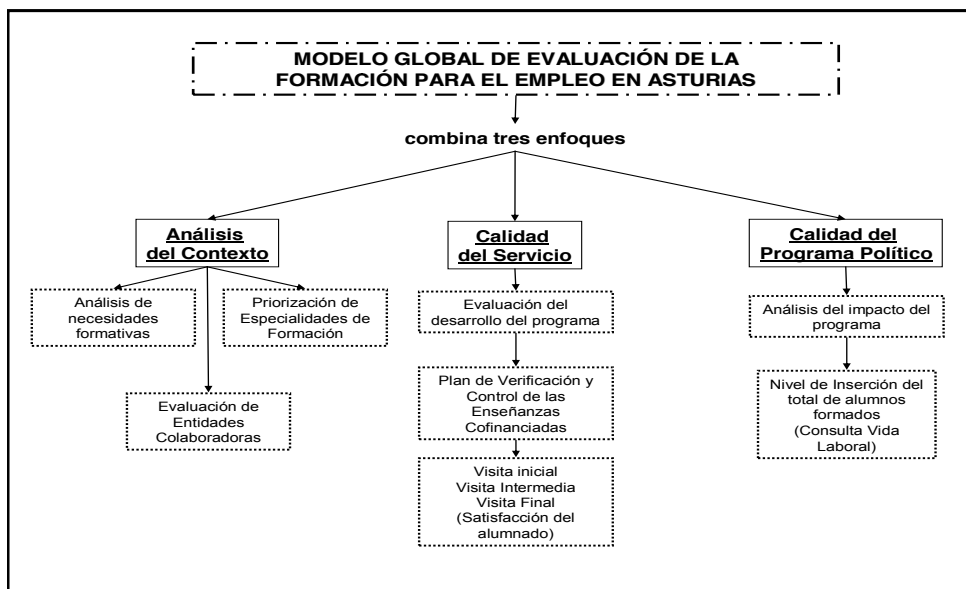 MODELO GLOBAL DE EVALUACIÓN DE LA
FORMACIÓN PARA EL EMPLEO EN ASTURIAS
combina tres enfoques
Análisis
del Contexto
Calidad
del Servicio
Calidad del
Programa Político
Análisis de
necesidades
formativas
Priorización de
Especialidades de
Formación
Evaluación de
Entidades
Colaboradoras
Evaluación del
desarrollo del programa
Plan de Verificación y
Control de las
Enseñanzas
Cofinanciadas
Visita inicial
Visita Intermedia
Visita Final
(Satisfacción del
alumnado)
Análisis del impacto del
programa
Nivel de Inserción del
total de alumnos
formados
(Consulta Vida
Laboral)